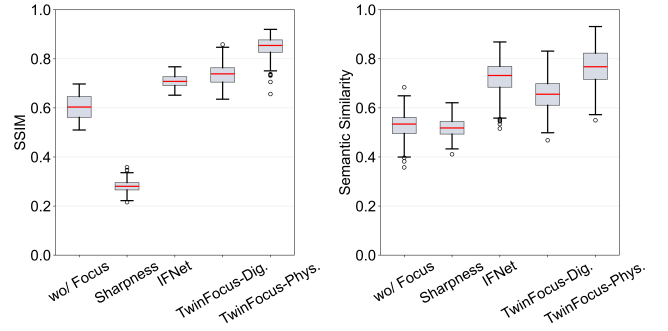 1.0
0.8
0.6
0.4
0.2
0.0
SSIM
wo/ Focus
Sharpness
IFNet
TwinFocus-Dig.
TwinFocus-Phys.
1.0
0.8
0.6
0.4
0.2
0.0
Semantic Similarity
wo/ Focus
Sharpness
IFNet
TwinFocus-Dig.
TwinFocus-Phys.